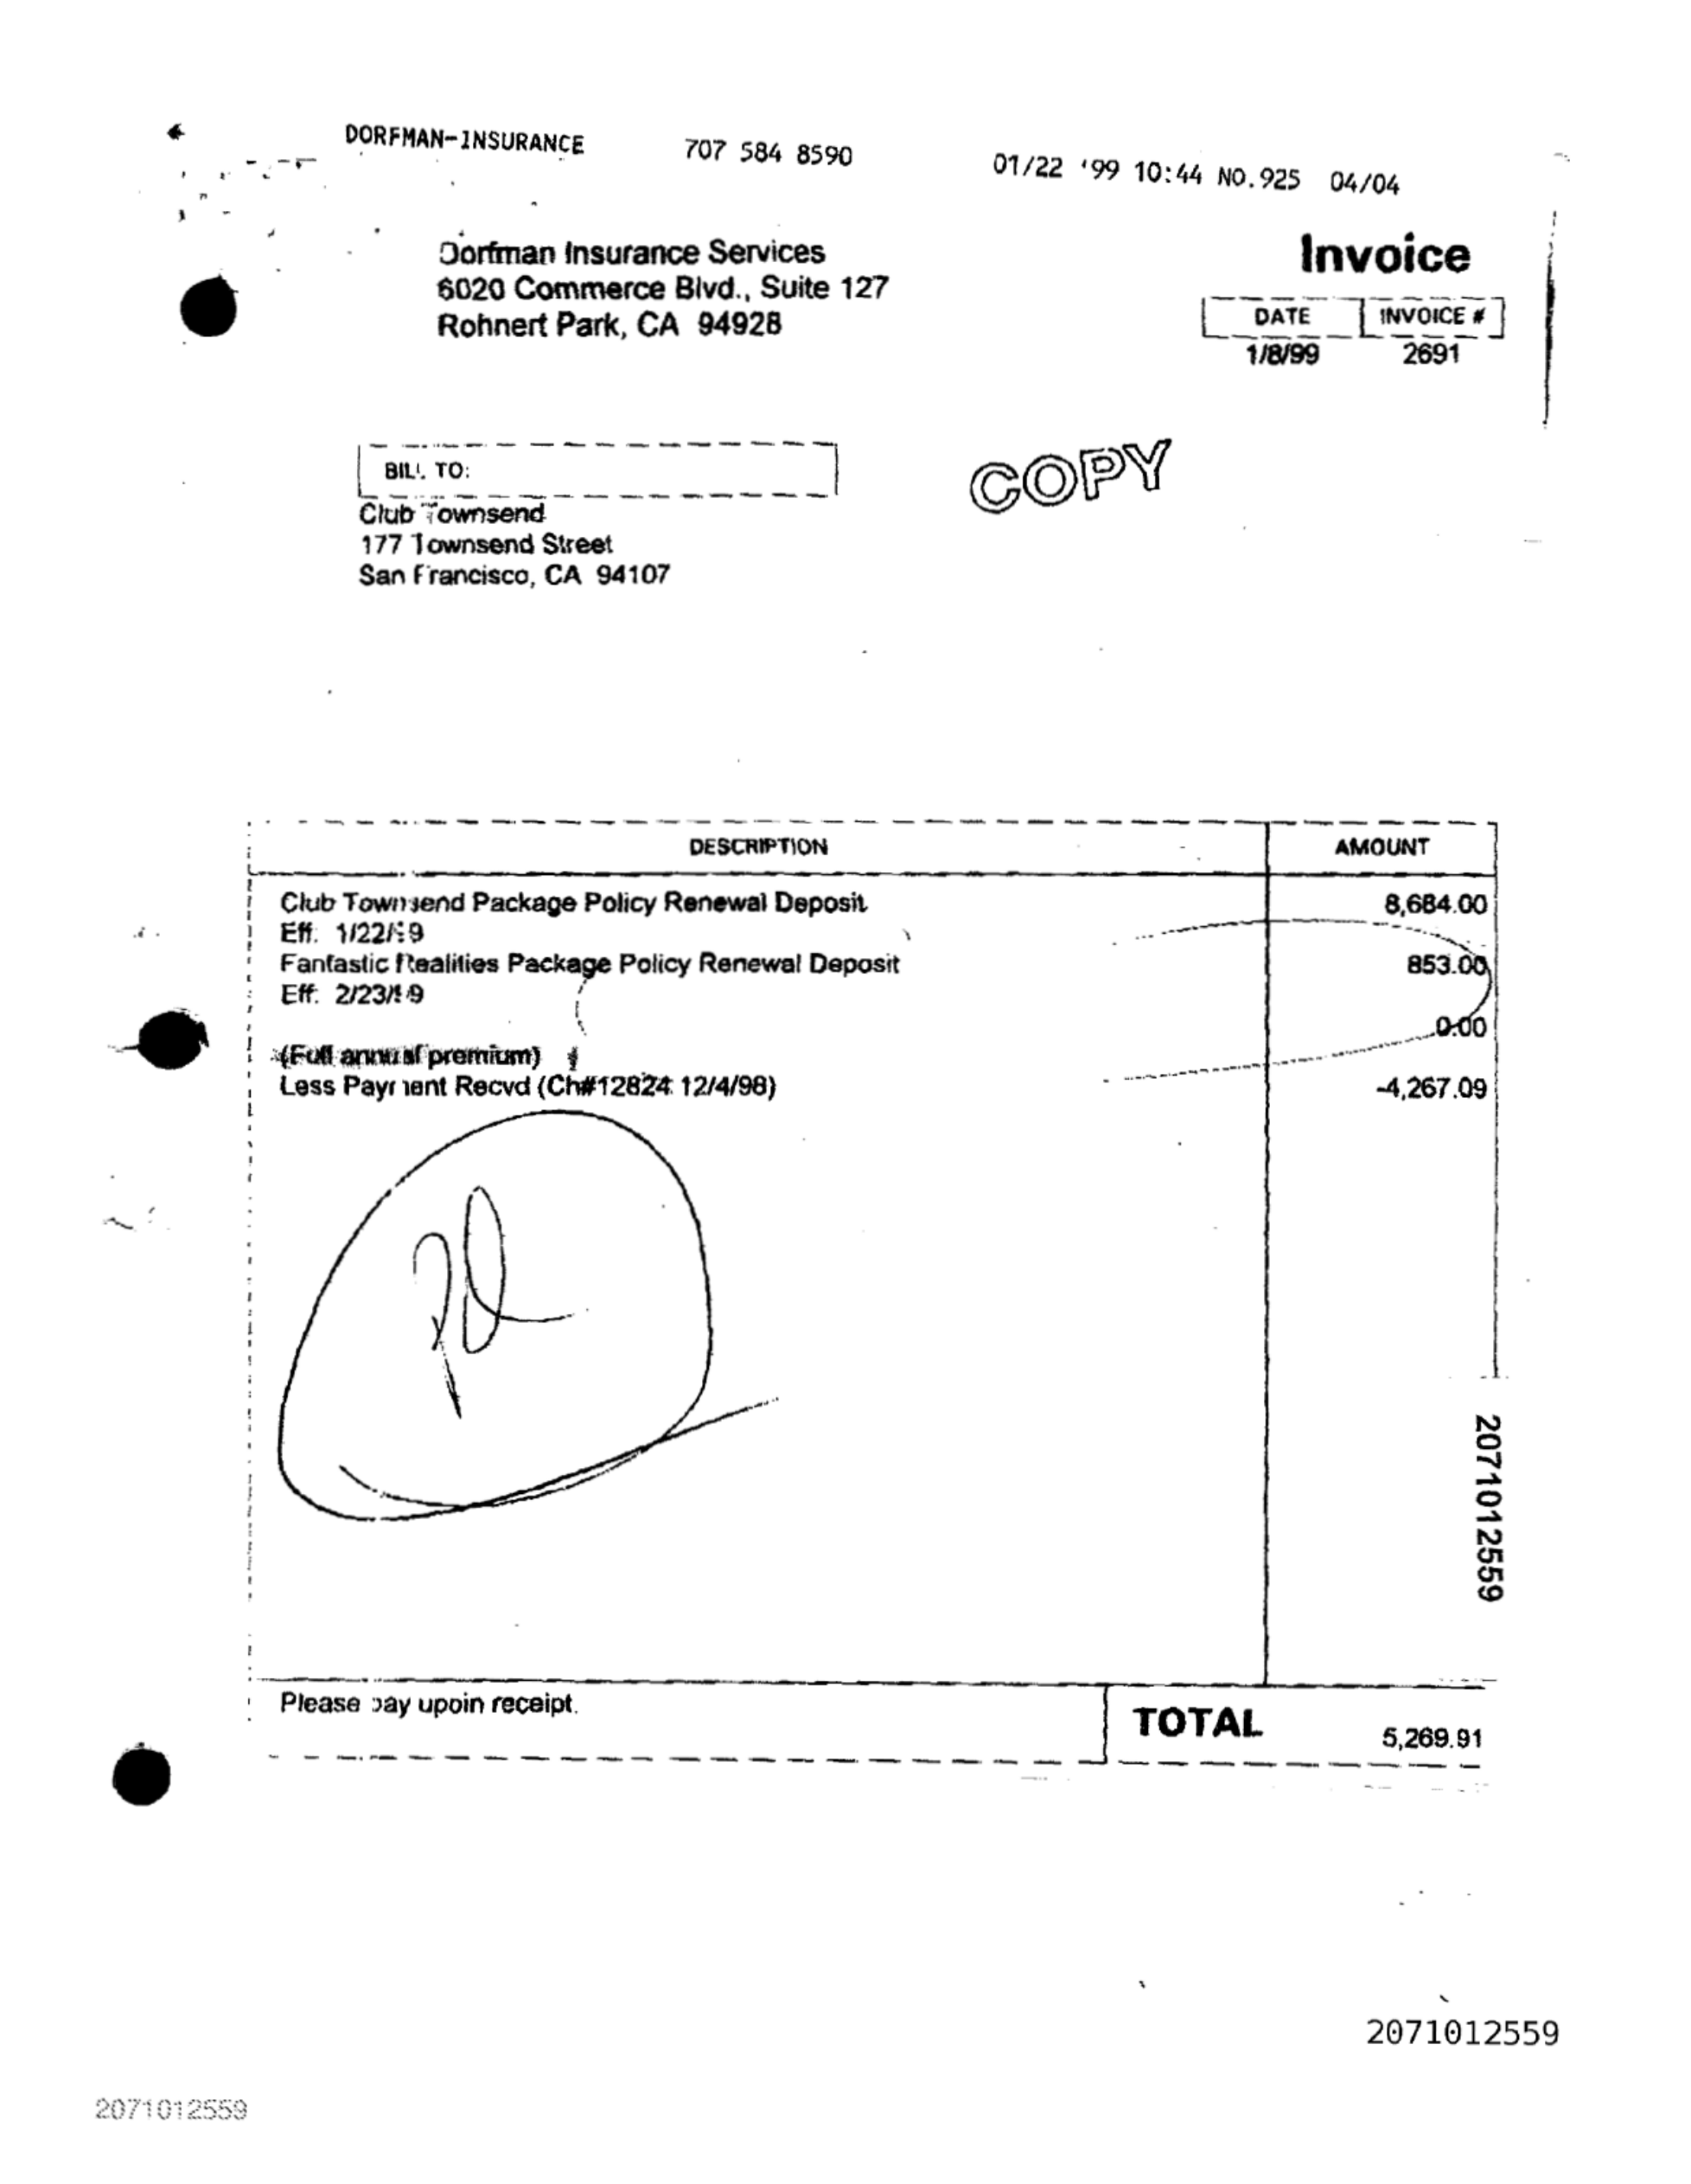 DORFMAN-INSURANCE 707 584 8590 01/22 '99 10:44 NO.925 04/04
Dorfman Insurance Services
6020 Commerce Blvd., Suite 127
Rohnert Park, CA 94928
Invoice
DATE INVOICE #
1/8/99 2691
BILL TO:
COPY
Club Townsend
177 Townsend Street
San Francisco, CA 94107
DESCRIPTION AMOUNT
Club Townsend Package Policy Renewal Deposit 8,684.00
Eff. 1/22/99
Fantastic Realities Package Policy Renewal Deposit 853.00
Eff. 2/23/99
0.00
(Full annual premium)
Less Payment Recvd (Ch#12824 12/4/98) -4,267.09
2071012559
Please pay upoin receipt.
TOTAL 5,269.91
2071012559
2071012559